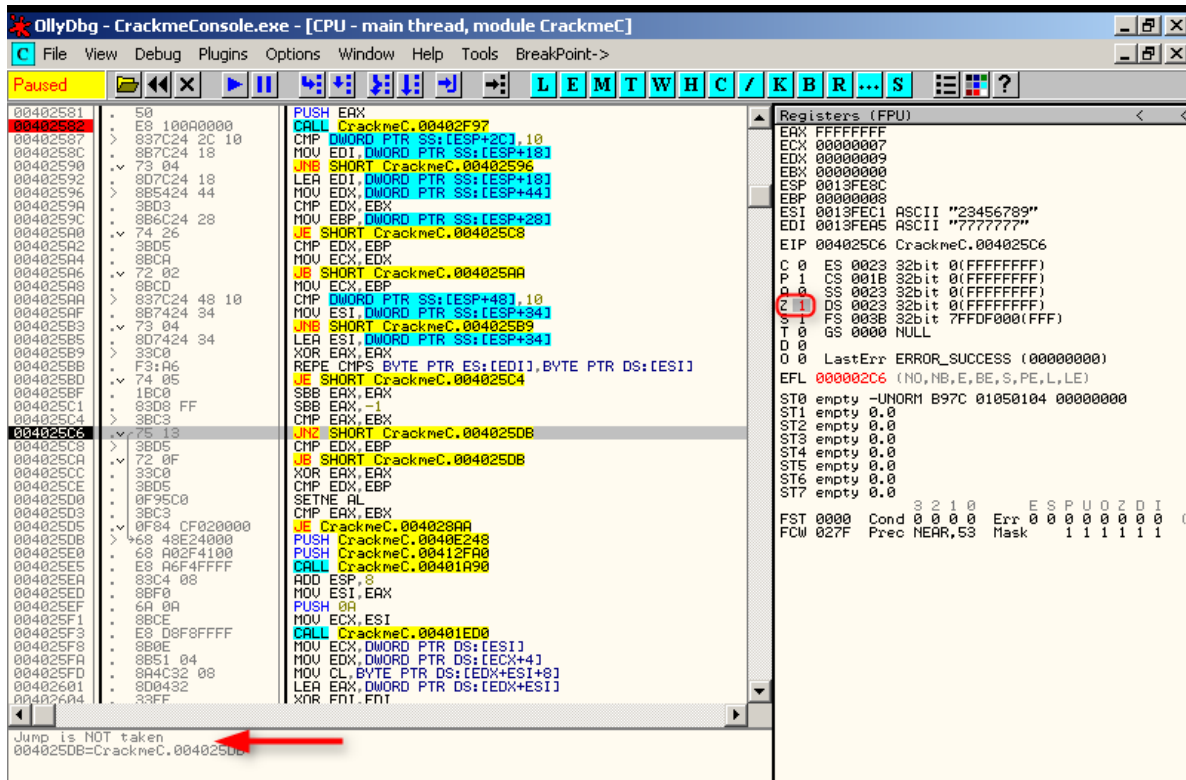 OllyDbg - CrackmeConsole.exe - [CPU - main thread, module CrackmeC]
C File View Debug Plugins Options Window Help Tools BreakPoint->
Paused L E M T W H C / K B R ... S ?
00402581 . 50 PUSH EAX
00402582 . E8 100A0000 CALL CrackmeC.00402F97
00402587 > 837C24 2C 10 CMP DWORD PTR SS:[ESP+2C],10
0040258C . 8B7C24 18 MOV EDI,DWORD PTR SS:[ESP+18]
00402590 .v 73 04 JNB SHORT CrackmeC.00402596
00402592 . 8D7C24 18 LEA EDI,DWORD PTR SS:[ESP+18]
00402596 > 8B5424 44 MOV EDX,DWORD PTR SS:[ESP+44]
0040259A . 3BD3 CMP EDX,EBX
0040259C . 8B6C24 28 MOV EBP,DWORD PTR SS:[ESP+28]
004025A0 .v 74 26 JE SHORT CrackmeC.004025C8
004025A2 . 3BD5 CMP EDX,EBP
004025A4 . 8BCA MOV ECX,EDX
004025A6 .v 72 02 JB SHORT CrackmeC.004025AA
004025A8 . 8BCD MOV ECX,EBP
004025AA > 837C24 48 10 CMP DWORD PTR SS:[ESP+48],10
004025AF . 8B7424 34 MOV ESI,DWORD PTR SS:[ESP+34]
004025B3 .v 73 04 JNB SHORT CrackmeC.004025B9
004025B5 . 8D7424 34 LEA ESI,DWORD PTR SS:[ESP+34]
004025B9 > 33C0 XOR EAX,EAX
004025BB . F3:A6 REPE CMPS BYTE PTR ES:[EDI],BYTE PTR DS:[ESI]
004025BD .v 74 05 JE SHORT CrackmeC.004025C4
004025BF . 1BC0 SBB EAX,EAX
004025C1 . 83D8 FF SBB EAX,-1
004025C4 > 3BC3 CMP EAX,EBX
004025C6 .v 75 13 JNZ SHORT CrackmeC.004025DB
004025C8 > 3BD5 CMP EDX,EBP
004025CA .v 72 0F JB SHORT CrackmeC.004025DB
004025CC . 33C0 XOR EAX,EAX
004025CE . 3BD5 CMP EDX,EBP
004025D0 . 0F95C0 SETNE AL
004025D3 . 3BC3 CMP EAX,EBX
004025D5 .v 0F84 CF020000 JE CrackmeC.004028AA
004025DB > 68 48E24000 PUSH CrackmeC.0040E248
004025E0 . 68 A02F4100 PUSH CrackmeC.00412FA0
004025E5 . E8 A6F4FFFF CALL CrackmeC.00401A90
004025EA . 83C4 08 ADD ESP,8
004025ED . 8BF0 MOV ESI,EAX
004025EF . 6A 0A PUSH 0A
004025F1 . 8BCE MOV ECX,ESI
004025F3 . E8 D8F8FFFF CALL CrackmeC.00401ED0
004025F8 . 8B0E MOV ECX,DWORD PTR DS:[ESI]
004025FA . 8B51 04 MOV EDX,DWORD PTR DS:[ECX+4]
004025FD . 8A4C32 08 MOV CL,BYTE PTR DS:[EDX+ESI+8]
00402601 . 8D0432 LEA EAX,DWORD PTR DS:[EDX+ESI]
00402604 . 33FF XOR EDI,EDI
Jump is NOT taken
004025DB=CrackmeC.004025DB
Registers (FPU) < <
EAX FFFFFFFF
ECX 00000007
EDX 00000009
EBX 00000000
ESP 0013FE8C
EBP 00000008
ESI 0013FEC1 ASCII "23456789"
EDI 0013FEA5 ASCII "7777777"
EIP 004025C6 CrackmeC.004025C6
C 0 ES 0023 32bit 0(FFFFFFFF)
P 1 CS 001B 32bit 0(FFFFFFFF)
A 0 SS 0023 32bit 0(FFFFFFFF)
Z 1 DS 0023 32bit 0(FFFFFFFF)
S 1 FS 003B 32bit 7FFDF000(FFF)
T 0 GS 0000 NULL
D 0
O 0 LastErr ERROR_SUCCESS (00000000)
EFL 000002C6 (NO,NB,E,BE,S,PE,L,LE)
ST0 empty -UNORM B97C 01050104 00000000
ST1 empty 0.0
ST2 empty 0.0
ST3 empty 0.0
ST4 empty 0.0
ST5 empty 0.0
ST6 empty 0.0
ST7 empty 0.0
3 2 1 0 E S P U O Z D I
FST 0000 Cond 0 0 0 0 Err 0 0 0 0 0 0 0 0 (
FCW 027F Prec NEAR,53 Mask 1 1 1 1 1 1